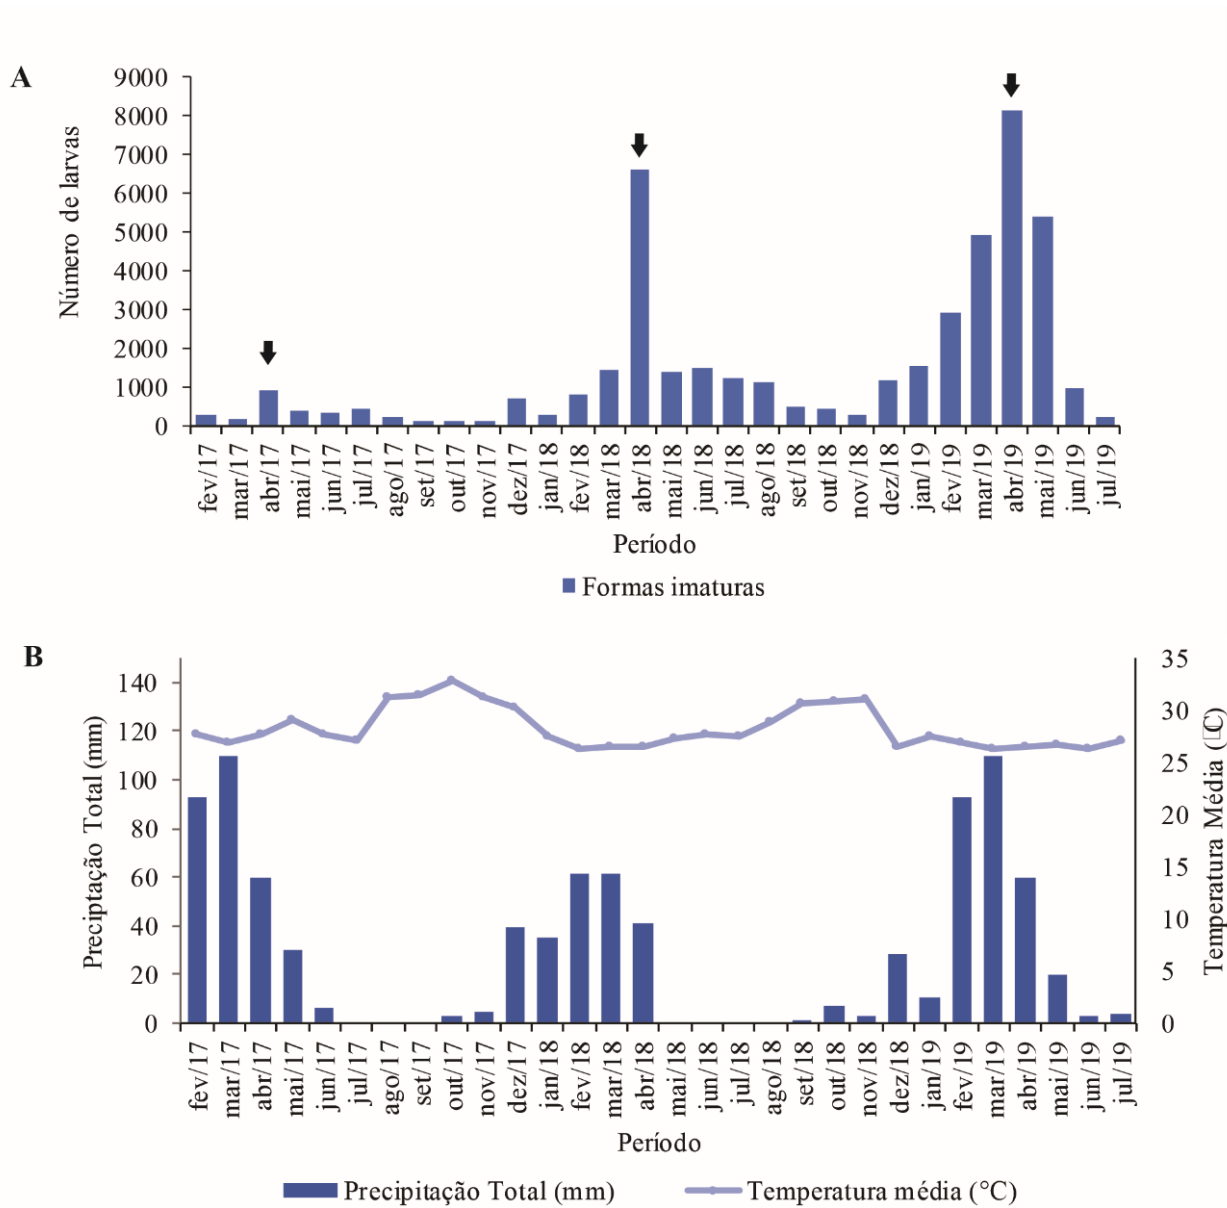 A
9000
8000
7000
6000
5000
4000
3000
2000
1000
0
Número de larvas
fev/17
mar/17
abr/17
mai/17
jun/17
jul/17
ago/17
set/17
out/17
nov/17
dez/17
jan/18
fev/18
mar/18
abr/18
mai/18
jun/18
jul/18
ago/18
set/18
out/18
nov/18
dez/18
jan/19
fev/19
mar/19
abr/19
mai/19
jun/19
jul/19
Período
Formas imaturas
B
140
120
100
80
60
40
20
0
Preciptação Total (mm)
35
30
25
20
15
10
5
0
Temperatura Média (□C)
fev/17
mar/17
abr/17
mai/17
jun/17
jul/17
ago/17
set/17
out/17
nov/17
dez/17
jan/18
fev/18
mar/18
abr/18
mai/18
jun/18
jul/18
ago/18
set/18
out/18
nov/18
dez/18
jan/19
fev/19
mar/19
abr/19
mai/19
jun/19
jul/19
Período
Precipitação Total (mm)
Temperatura média (°C)